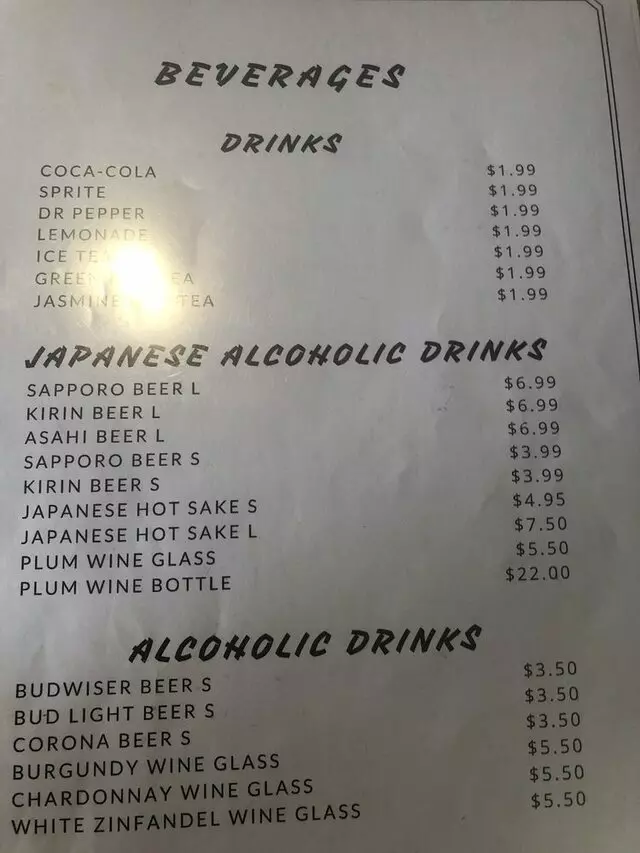 BEVERAGES
DRINKS
COCA-COLA $1.99
SPRITE $1.99
DR PEPPER $1.99
LEMONADE $1.99
ICE $1.99
$1.99
JASMINE TEA $1.99
JAPANESE ALCOHOLIC DRINKS
SAPPORO BEER L $6.99
KIRIN BEER L $6.99
ASAHI BEER L $6.99
SAPPORO BEER S $3.99
KIRIN BEER S $3.99
JAPANESE HOT SAKE S $4.95
JAPANESE HOT SAKE L $7.50
PLUM WINE GLASS $5.50
PLUM WINE BOTTLE $22.00
ALCOHOLIC DRINKS
BUDWISER BEER S $3.50
BUD LIGHT BEER S $3.50
CORONA BEER S $3.50
BURGUNDY WINE GLASS $5.50
CHARDONNAY WINE GLASS $5.50
WHITE ZINFANDEL WINE GLASS $5.50